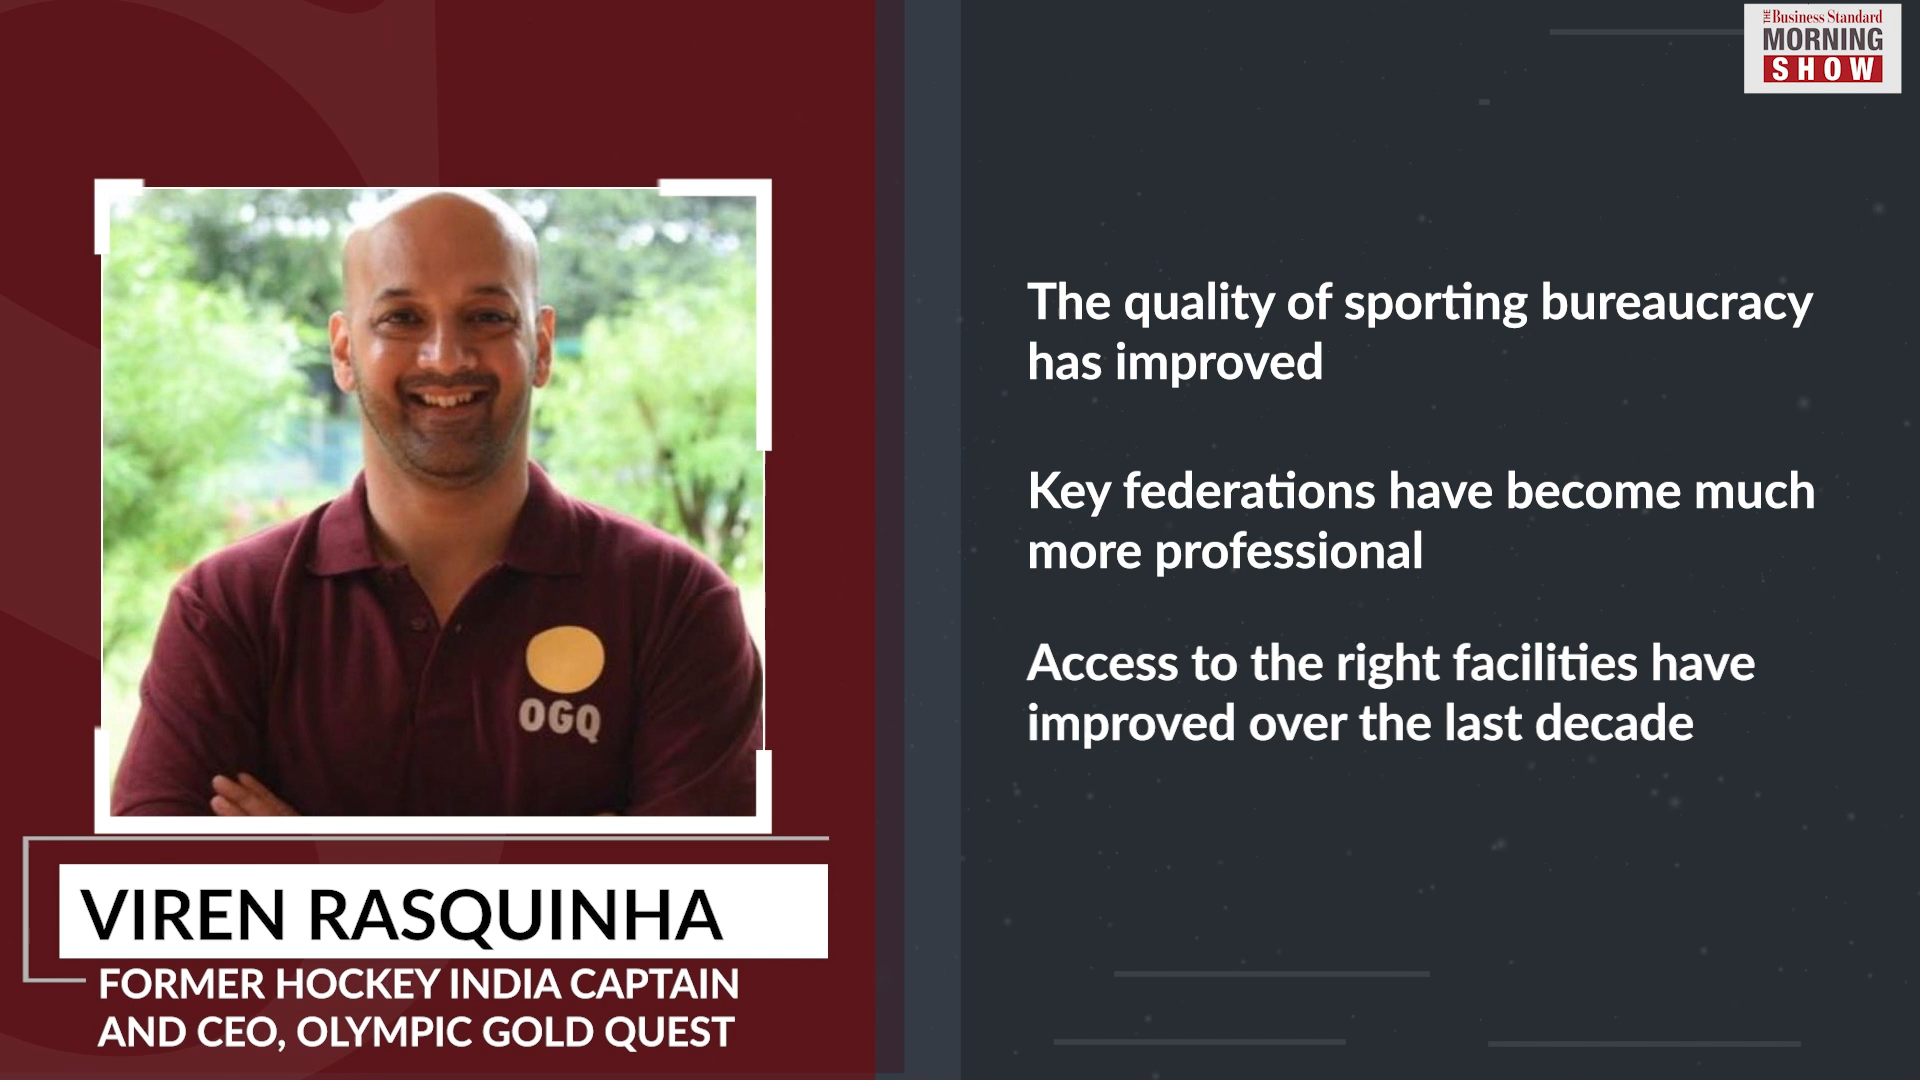 THE Business Standard
MORNING
SHOW
OGQ
VIREN RASQUINHA
FORMER HOCKEY INDIA CAPTAIN
AND CEO, OLYMPIC GOLD QUEST
The quality of sporting bureaucracy
has improved
Key federations have become much
more professional
Access to the right facilities have
improved over the last decade